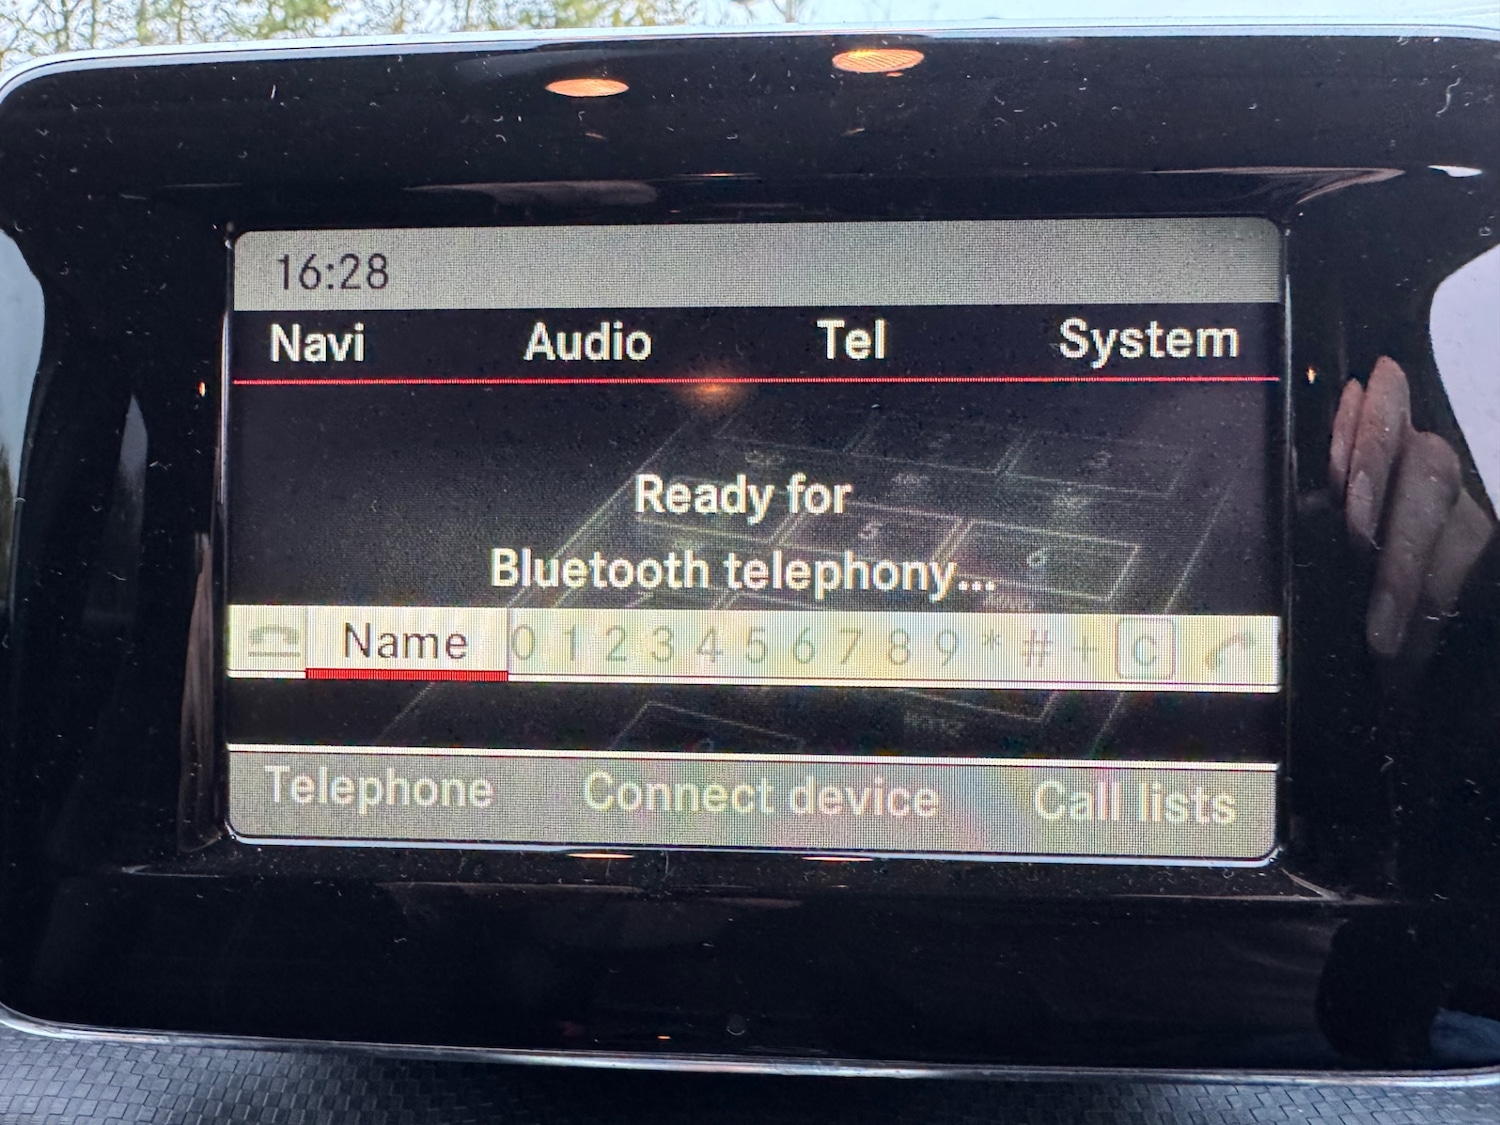 16:28
Navi Audio Tel System
Ready for
Bluetooth telephony...
Name 0 1 2 3 4 5 6 7 8 9 * # + C
Telephone Connect device Call lists